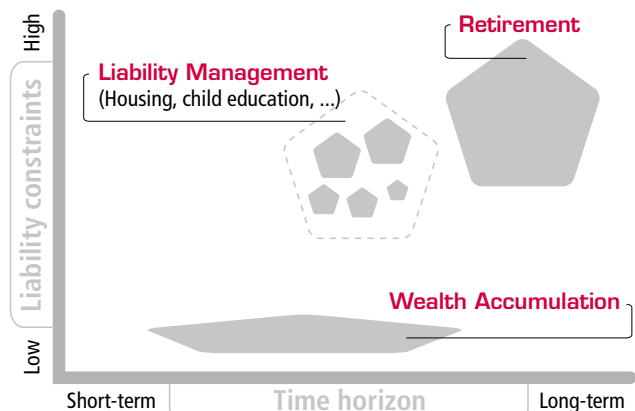 Retirement
Liability Management
(Housing, child education, ...)
Wealth Accumulation
High
Liability constraints
Low
Short-term
Time horizon
Long-term